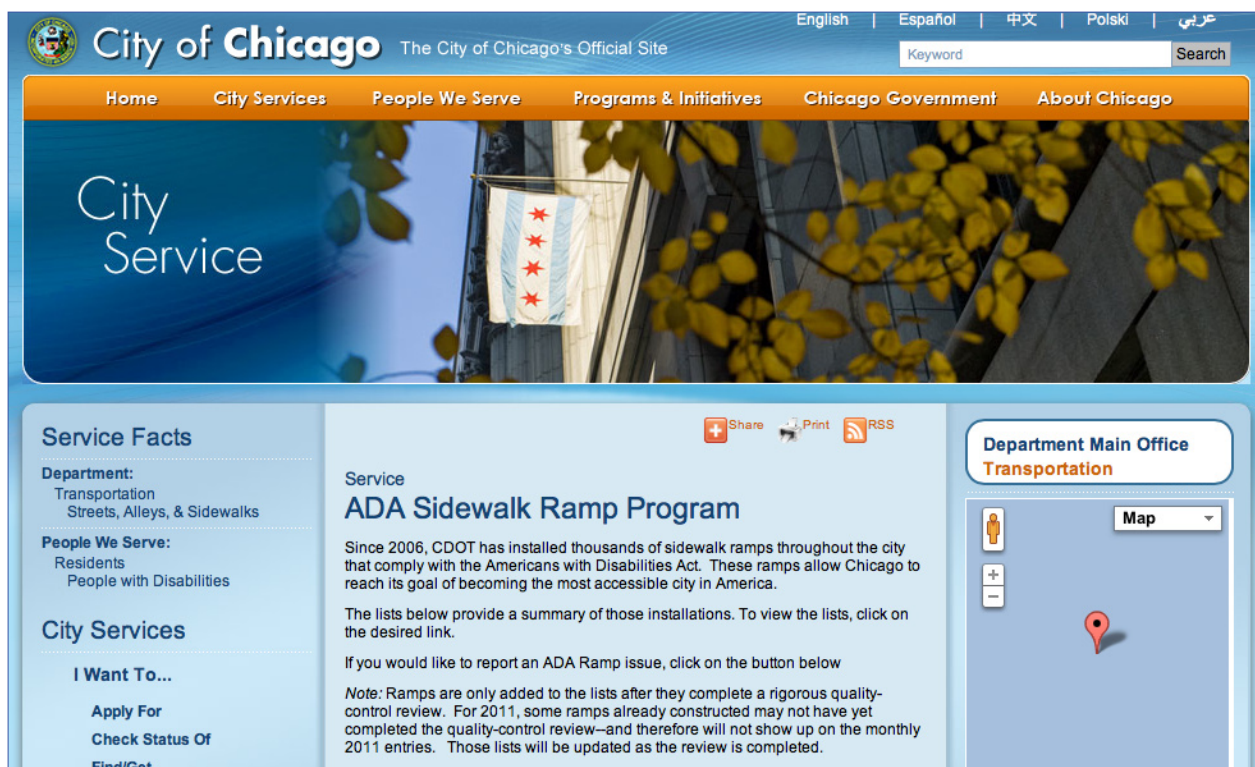 English | Español | 中文 | Polski | عربي
City of Chicago The City of Chicago's Official Site
Keyword Search
Home City Services People We Serve Programs & Initiatives Chicago Government About Chicago
City
Service
Service Facts
Department:
Transportation
Streets, Alleys, & Sidewalks
People We Serve:
Residents
People with Disabilities
City Services
I Want To...
Apply For
Check Status Of
Find/Get
Share Print RSS
Service
ADA Sidewalk Ramp Program
Since 2006, CDOT has installed thousands of sidewalk ramps throughout the city
that comply with the Americans with Disabilities Act. These ramps allow Chicago to
reach its goal of becoming the most accessible city in America.
The lists below provide a summary of those installations. To view the lists, click on
the desired link.
If you would like to report an ADA Ramp issue, click on the button below
Note: Ramps are only added to the lists after they complete a rigorous quality-
control review. For 2011, some ramps already constructed may not have yet
completed the quality-control review--and therefore will not show up on the monthly
2011 entries. Those lists will be updated as the review is completed.
Department Main Office
Transportation
Map